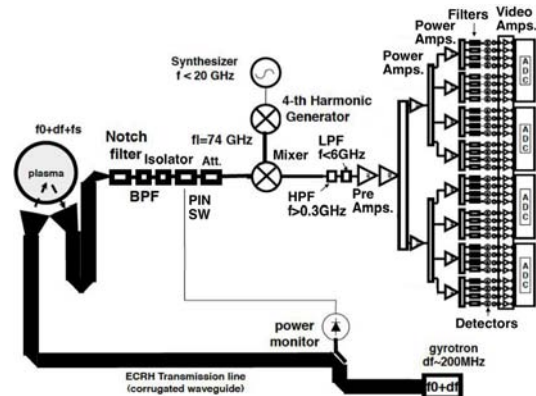 Filters
Video
Amps.
Power
Amps.
Power
Amps.
Synthesizer
f < 20 GHz
4-th Harmonic
Generator
f0+df+fs
Notch
filter
fl=74 GHz
LPF
f<6GHz
Isolator
Att.
Mixer
plasma
BPF
PIN
SW
HPF
f>0.3GHz
Pre
Amps.
ADC
ADC
ADC
ADC
Detectors
power
monitor
gyrotron
df~200MHz
f0+df
ECRH Transmission line
(corrugated waveguide)